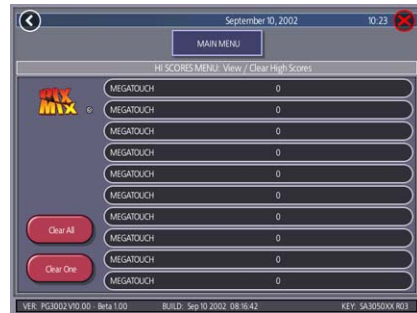 September 10, 2002 10:23
MAIN MENU
HI SCORES MENU: View / Clear High Scores
PIX
MIX
MEGATOUCH 0
MEGATOUCH 0
MEGATOUCH 0
MEGATOUCH 0
MEGATOUCH 0
MEGATOUCH 0
MEGATOUCH 0
MEGATOUCH 0
MEGATOUCH 0
MEGATOUCH 0
Clear All
Clear One
VER: PG3002 V10.00 - Beta 1.00 BUILD: Sep 10 2002 08:16:42 KEY: SA3050XX R03